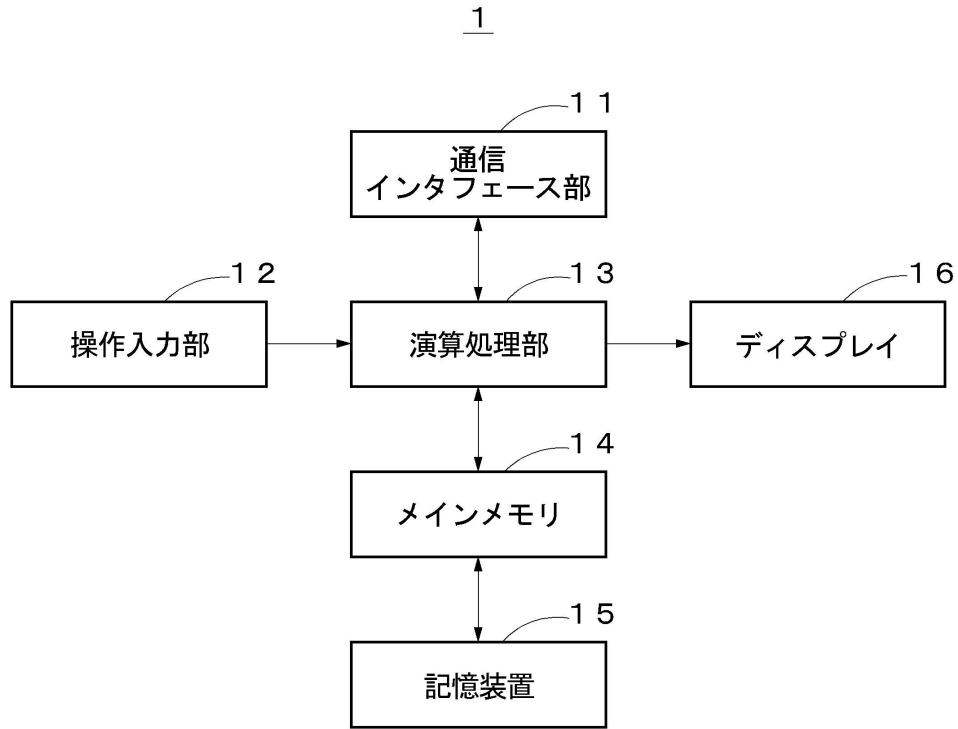 1
11
通信
インタフェース部
12
13
16
操作入力部
演算処理部
ディスプレイ
14
メインメモリ
15
記憶装置